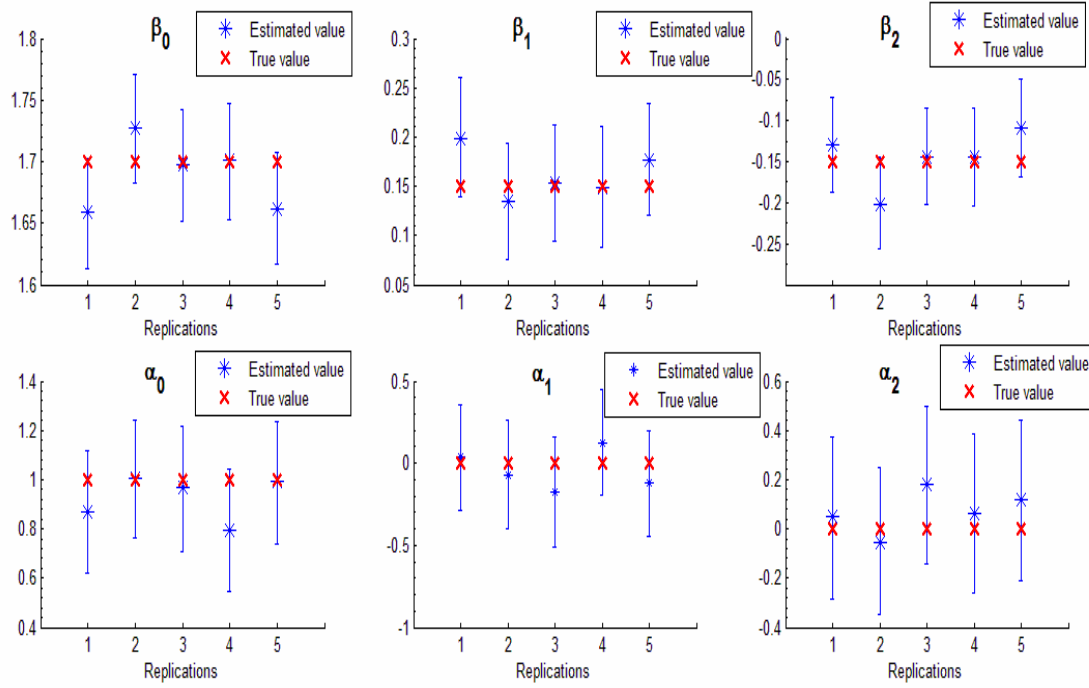 β0
Estimated value
True value
1.8
1.75
1.7
1.65
1.6
1 2 3 4 5
Replications
β1
Estimated value
True value
0.3
0.25
0.2
0.15
0.1
0.05
1 2 3 4 5
Replications
β2
Estimated value
True value
0
-0.05
-0.1
-0.15
-0.2
-0.25
1 2 3 4 5
Replications
α0
Estimated value
True value
1.4
1.2
1
0.8
0.6
0.4
1 2 3 4 5
Replications
α1
Estimated value
True value
0.5
0
-0.5
-1
1 2 3 4 5
Replications
α2
Estimated value
True value
0.6
0.4
0.2
0
-0.2
-0.4
1 2 3 4 5
Replications